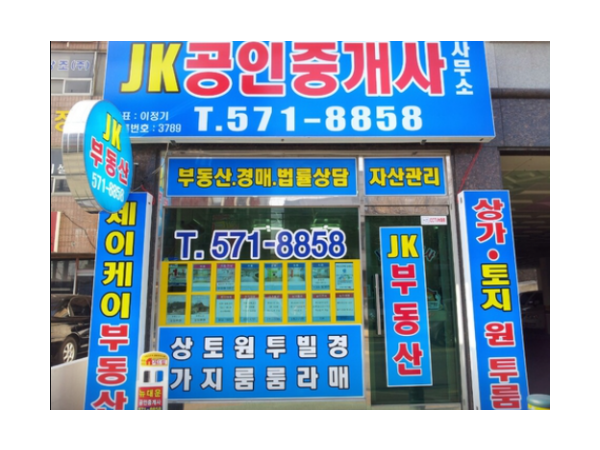 JK공인중개사
사무소
표 : 이정기
번호 : 3789
T.571-8858
JK
부동산
571-8858
부동산.경매.법률상담
자산관리
T. 571-8858
JK
부동산
제이케이부동산
상가·토지 원투룸
상토원투빌경
가지룸룸라매